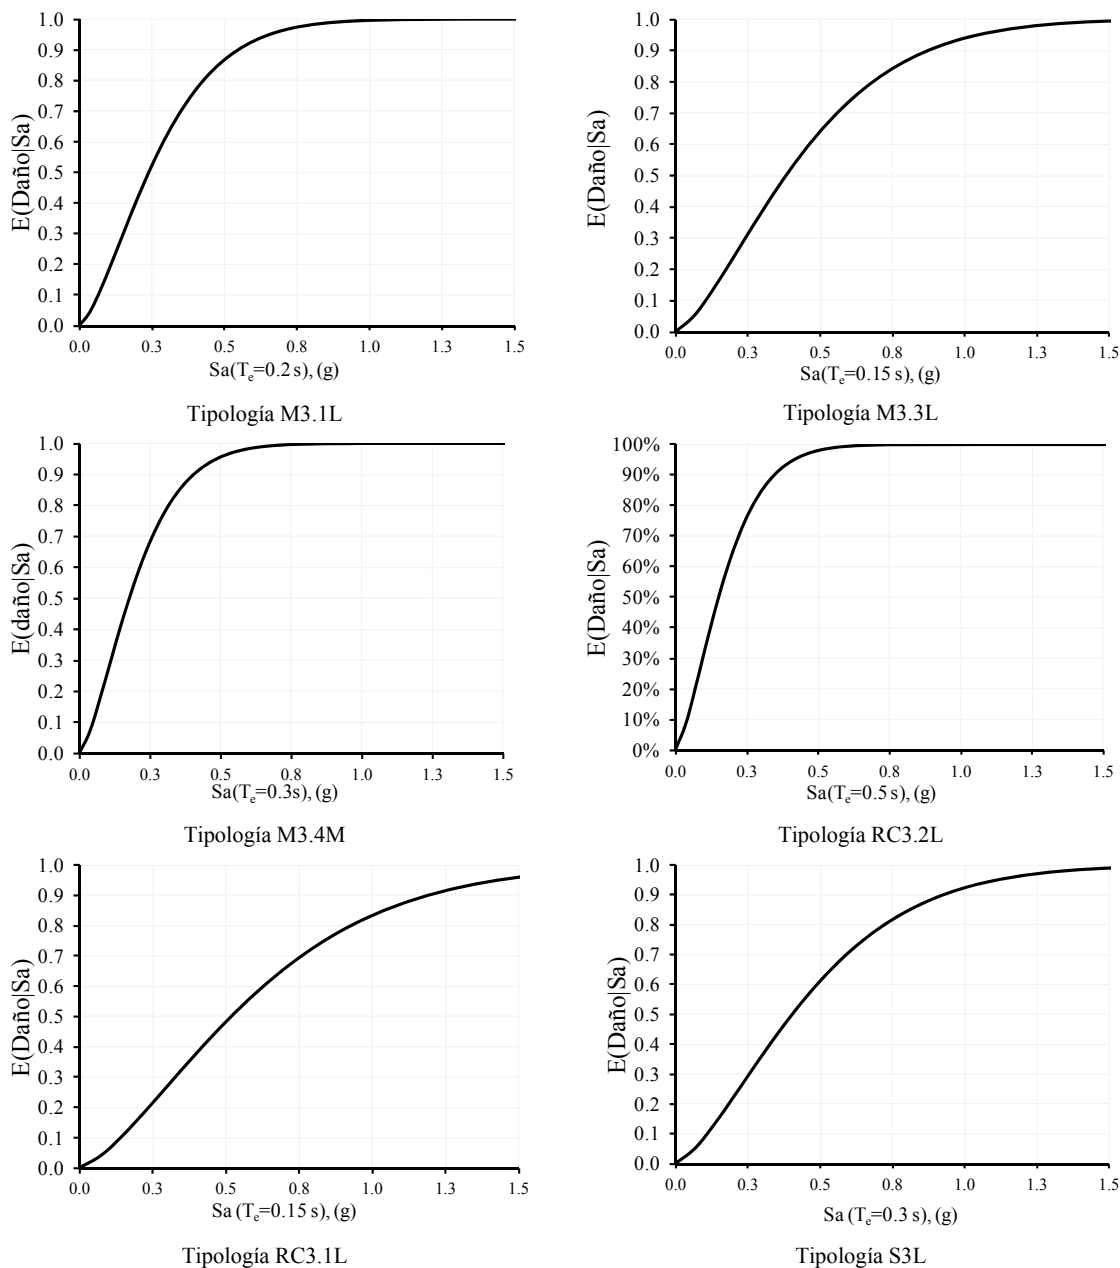 1.0
0.9
0.8
0.7
0.6
0.5
0.4
0.3
0.2
0.1
0.0
E(Daño|Sa)
0.0 0.3 0.5 0.8 1.0 1.3 1.5
Sa(Te=0.2 s), (g)
Tipología M3.1L
1.0
0.9
0.8
0.7
0.6
0.5
0.4
0.3
0.2
0.1
0.0
E(Daño|Sa)
0.0 0.3 0.5 0.8 1.0 1.3 1.5
Sa(Te=0.15 s), (g)
Tipología M3.3L
1.0
0.9
0.8
0.7
0.6
0.5
0.4
0.3
0.2
0.1
0.0
E(daño|Sa)
0.0 0.3 0.5 0.8 1.0 1.3 1.5
Sa(Te=0.3s), (g)
Tipología M3.4M
100%
90%
80%
70%
60%
50%
40%
30%
20%
10%
0%
E(Daño|Sa)
0.0 0.3 0.5 0.8 1.0 1.3 1.5
Sa(Te=0.5 s), (g)
Tipología RC3.2L
1.0
0.9
0.8
0.7
0.6
0.5
0.4
0.3
0.2
0.1
0.0
E(Daño|Sa)
0.0 0.3 0.5 0.8 1.0 1.3 1.5
Sa (Te=0.15 s), (g)
Tipología RC3.1L
1.0
0.9
0.8
0.7
0.6
0.5
0.4
0.3
0.2
0.1
0.0
E(Daño|Sa)
0.0 0.3 0.5 0.8 1.0 1.3 1.5
Sa (Te=0.3 s), (g)
Tipología S3L